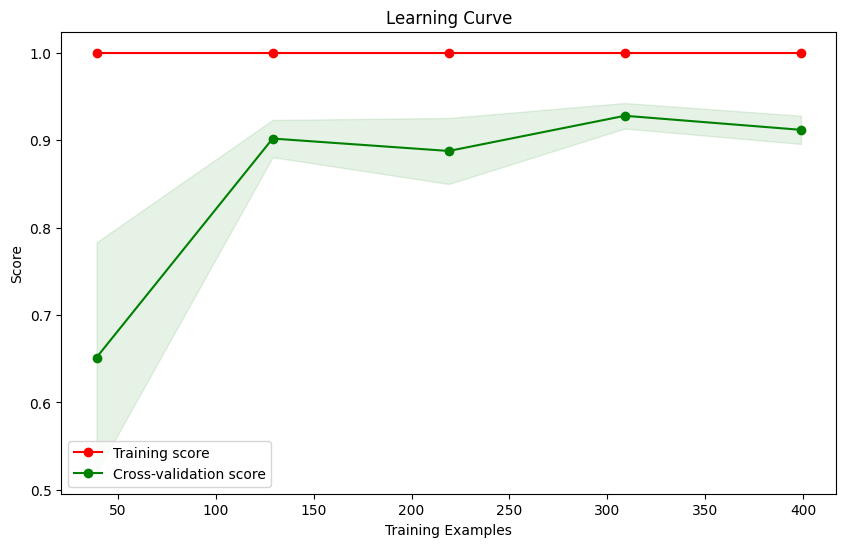 Learning Curve
1.0
0.9
0.8
0.7
0.6
0.5
Score
Training score
Cross-validation score
50 100 150 200 250 300 350 400
Training Examples